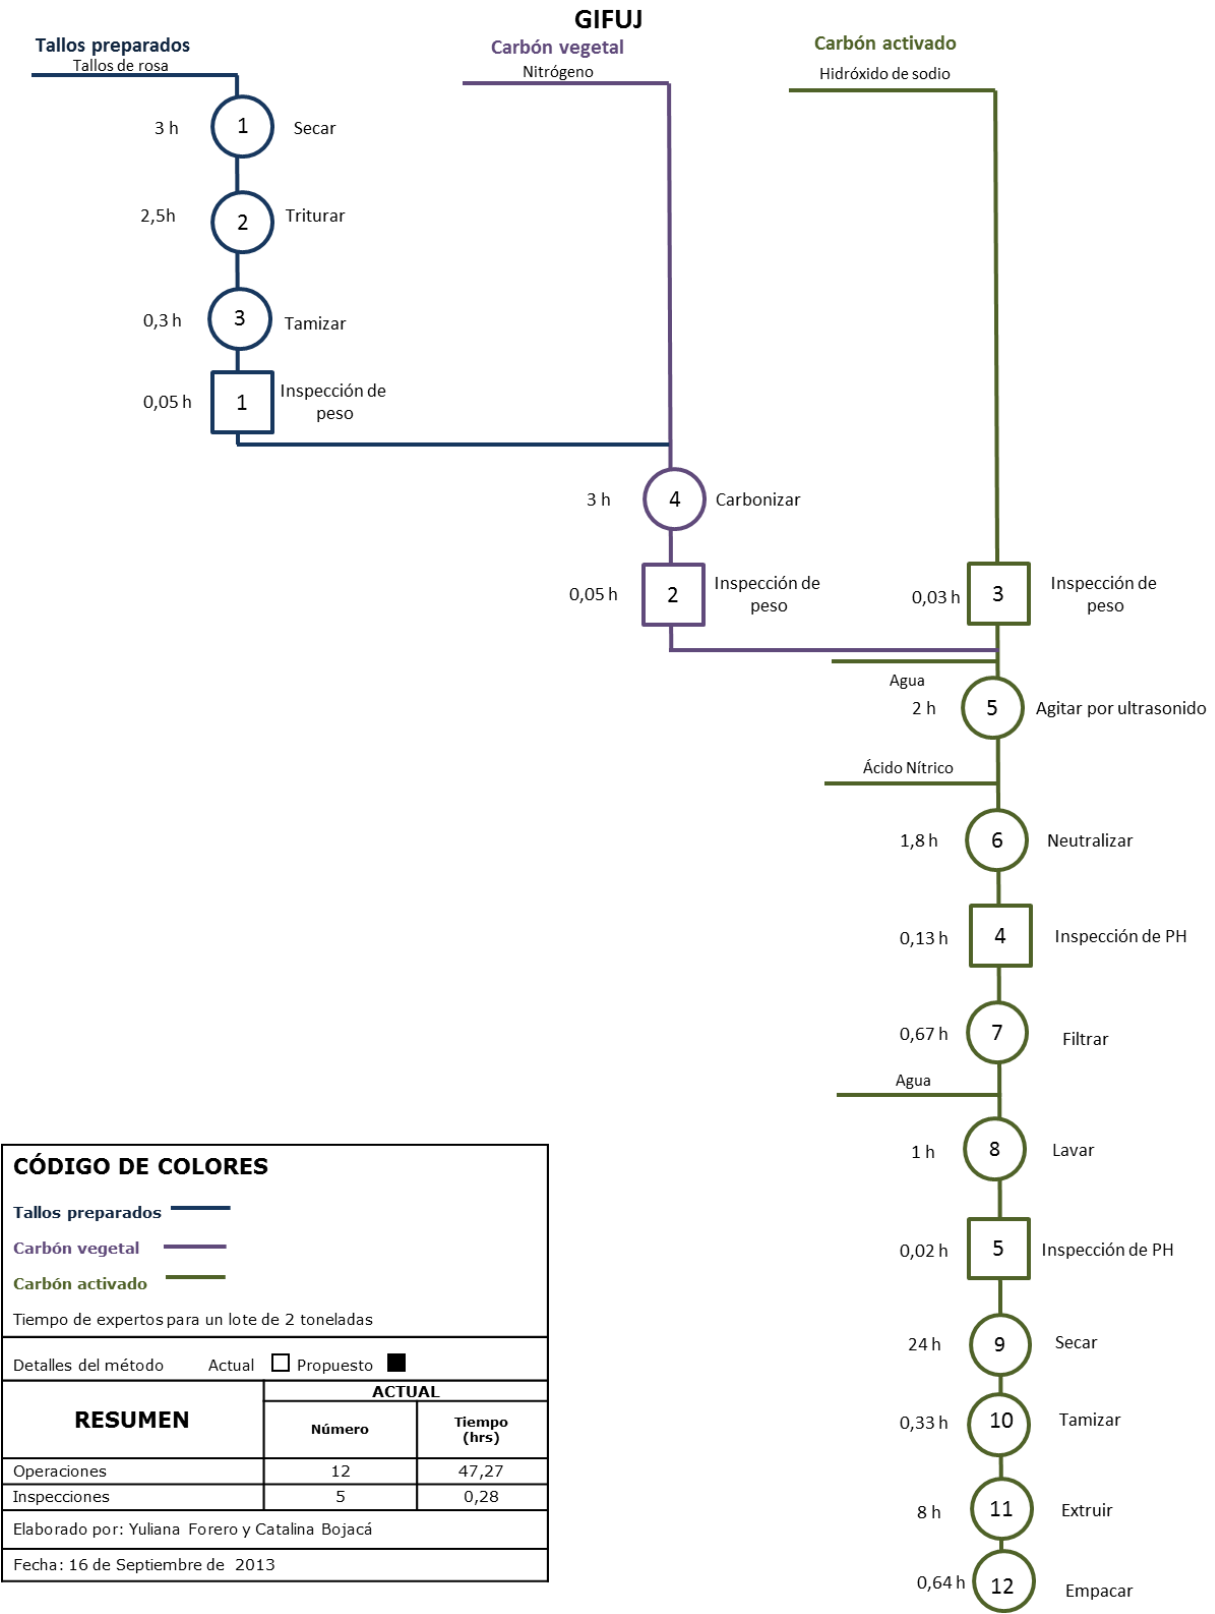 GIFUJ
Tallos preparados
Tallos de rosa
3 h
1
Secar
2,5h
2
Triturar
0,3 h
3
Tamizar
0,05 h
1
Inspección de
peso
Carbón vegetal
Nitrógeno
3 h
4
Carbonizar
0,05 h
2
Inspección de
peso
Carbón activado
Hidróxido de sodio
0,03 h
3
Inspección de
peso
Agua
2 h
5
Agitar por ultrasonido
Ácido Nítrico
1,8 h
6
Neutralizar
0,13 h
4
Inspección de PH
0,67 h
7
Filtrar
Agua
1 h
8
Lavar
0,02 h
5
Inspección de PH
24 h
9
Secar
0,33 h
10
Tamizar
8 h
11
Extruir
0,64 h
12
Empacar
CÓDIGO DE COLORES
Tallos preparados
Carbón vegetal
Carbón activado
Tiempo de expertos para un lote de 2 toneladas
Detalles del método Actual Propuesto
RESUMEN
ACTUAL
Número
Tiempo
(hrs)
Operaciones 12 47,27
Inspecciones 5 0,28
Elaborado por: Yuliana Forero y Catalina Bojacá
Fecha: 16 de Septiembre de 2013